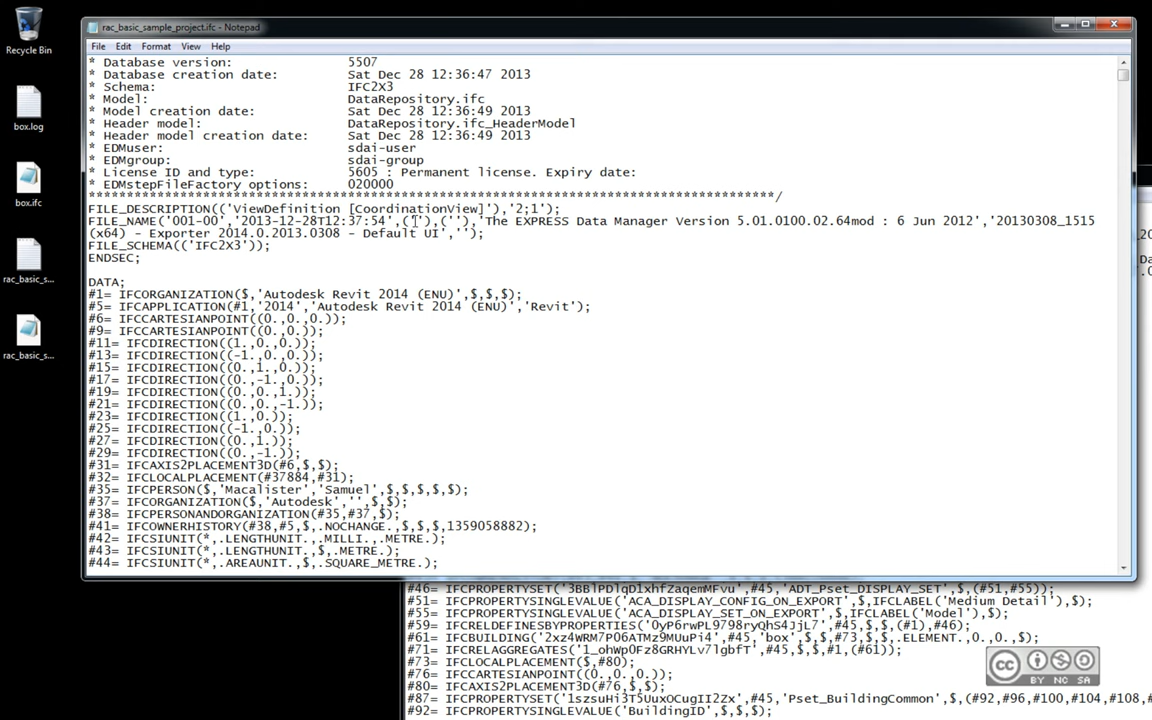 Recycle Bin
box.log
box.ifc
rac_basic_s...
rac_basic_s...
rac_basic_sample_project.ifc - Notepad
File Edit Format View Help
* Database version: 5507
* Database creation date: Sat Dec 28 12:36:47 2013
* Schema: IFC2X3
* Model: DataRepository.ifc
* Model creation date: Sat Dec 28 12:36:49 2013
* Header model: DataRepository.ifc_HeaderModel
* Header model creation date: Sat Dec 28 12:36:49 2013
* EDMuser: sdai-user
* EDMgroup: sdai-group
* License ID and type: 5605 : Permanent license. Expiry date:
* EDMstepFileFactory options: 020000
******************************************************************************************/
FILE_DESCRIPTION(('ViewDefinition [CoordinationView]'),'2;1');
FILE_NAME('001-00','2013-12-28T12:37:54',(''),(''),'The EXPRESS Data Manager Version 5.01.0100.02.64mod : 6 Jun 2012','20130308_1515
(x64) - Exporter 2014.0.2013.0308 - Default UI','');
FILE_SCHEMA(('IFC2X3'));
ENDSEC;
DATA;
#1= IFCORGANIZATION($,'Autodesk Revit 2014 (ENU)',$,$,$);
#5= IFCAPPLICATION(#1,'2014','Autodesk Revit 2014 (ENU)','Revit');
#6= IFCCARTESIANPOINT((0.,0.,0.));
#9= IFCCARTESIANPOINT((0.,0.));
#11= IFCDIRECTION((1.,0.,0.));
#13= IFCDIRECTION((-1.,0.,0.));
#15= IFCDIRECTION((0.,1.,0.));
#17= IFCDIRECTION((0.,-1.,0.));
#19= IFCDIRECTION((0.,0.,1.));
#21= IFCDIRECTION((0.,0.,-1.));
#23= IFCDIRECTION((1.,0.));
#25= IFCDIRECTION((-1.,0.));
#27= IFCDIRECTION((0.,1.));
#29= IFCDIRECTION((0.,-1.));
#31= IFCAXIS2PLACEMENT3D(#6,$,$);
#32= IFCLOCALPLACEMENT(#37884,#31);
#35= IFCPERSON($,'Macalister','Samuel',$,$,$,$,$);
#37= IFCORGANIZATION($,'Autodesk','',$,$);
#38= IFCPERSONANDORGANIZATION(#35,#37,$);
#41= IFCOWNERHISTORY(#38,#5,$,.NOCHANGE.,$,$,$,1359058882);
#42= IFCSIUNIT(*,.LENGTHUNIT.,.MILLI.,.METRE.);
#43= IFCSIUNIT(*,.LENGTHUNIT.,$,.METRE.);
#44= IFCSIUNIT(*,.AREAUNIT.,$,.SQUARE_METRE.);
#46= IFCPROPERTYSET('3BBlPDlqD1xhfZaqemMFvu',#45,'ADT_Pset_DISPLAY_SET',$,(#51,#55));
#51= IFCPROPERTYSINGLEVALUE('ACA_DISPLAY_CONFIG_ON_EXPORT',$,IFCLABEL('Medium Detail'),$);
#55= IFCPROPERTYSINGLEVALUE('ACA_DISPLAY_SET_ON_EXPORT',$,IFCLABEL('Model'),$);
#59= IFCRELDEFINESBYPROPERTIES('0yP6rwPL9798ryQhS4JjL7',#45,$,$,(#1),#46);
#61= IFCBUILDING('2xz4WRM7P06ATMz9MUuPi4',#45,'box',$,$,#73,$,$,.ELEMENT.,0.,0.,$);
#71= IFCRELAGGREGATES('1_ohWp0Fz8GRHYLv7lgbfT',#45,$,$,#1,(#61));
#73= IFCLOCALPLACEMENT($,#80);
#76= IFCCARTESIANPOINT((0.,0.,0.));
#80= IFCAXIS2PLACEMENT3D(#76,$,$);
#87= IFCPROPERTYSET('1szsuHi3T5UuxOCugII2Zx',#45,'Pset_BuildingCommon',$,(#92,#96,#100,#104,#108,
#92= IFCPROPERTYSINGLEVALUE('BuildingID',$,$,$);
cc
BY NC SA